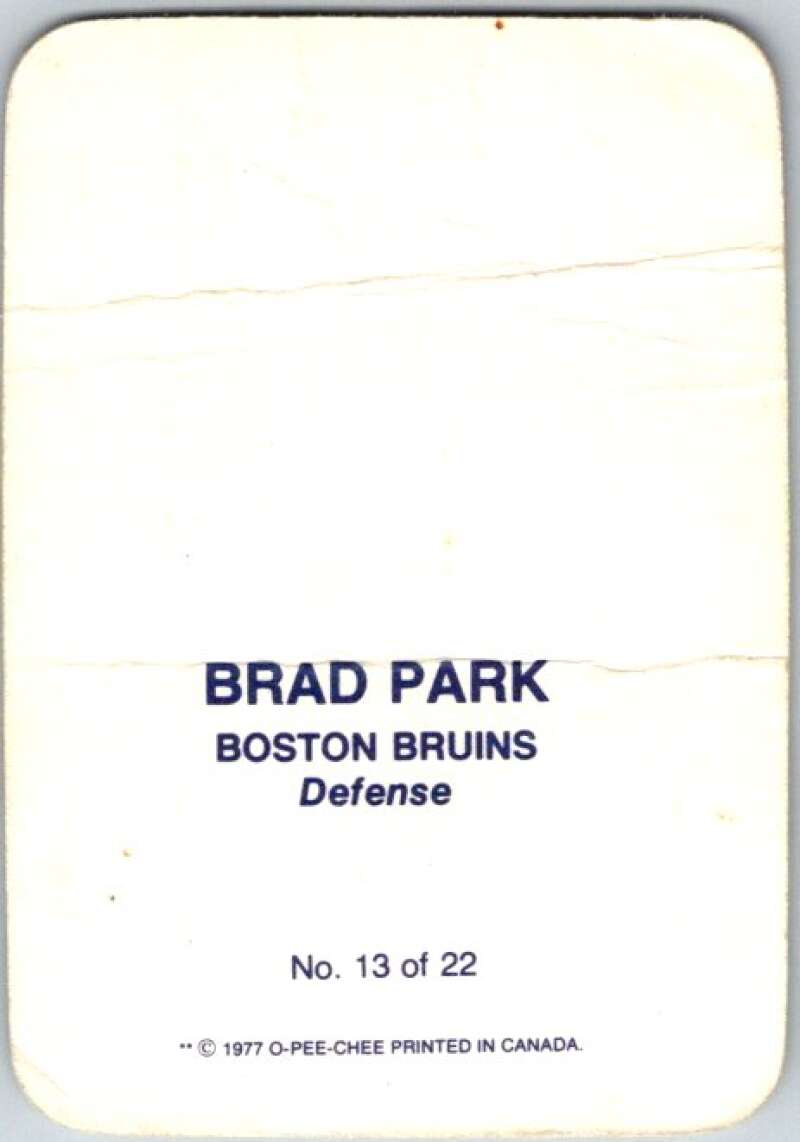 BRAD PARK
BOSTON BRUINS
Defense
No. 13 of 22
** © 1977 O-PEE-CHEE PRINTED IN CANADA.